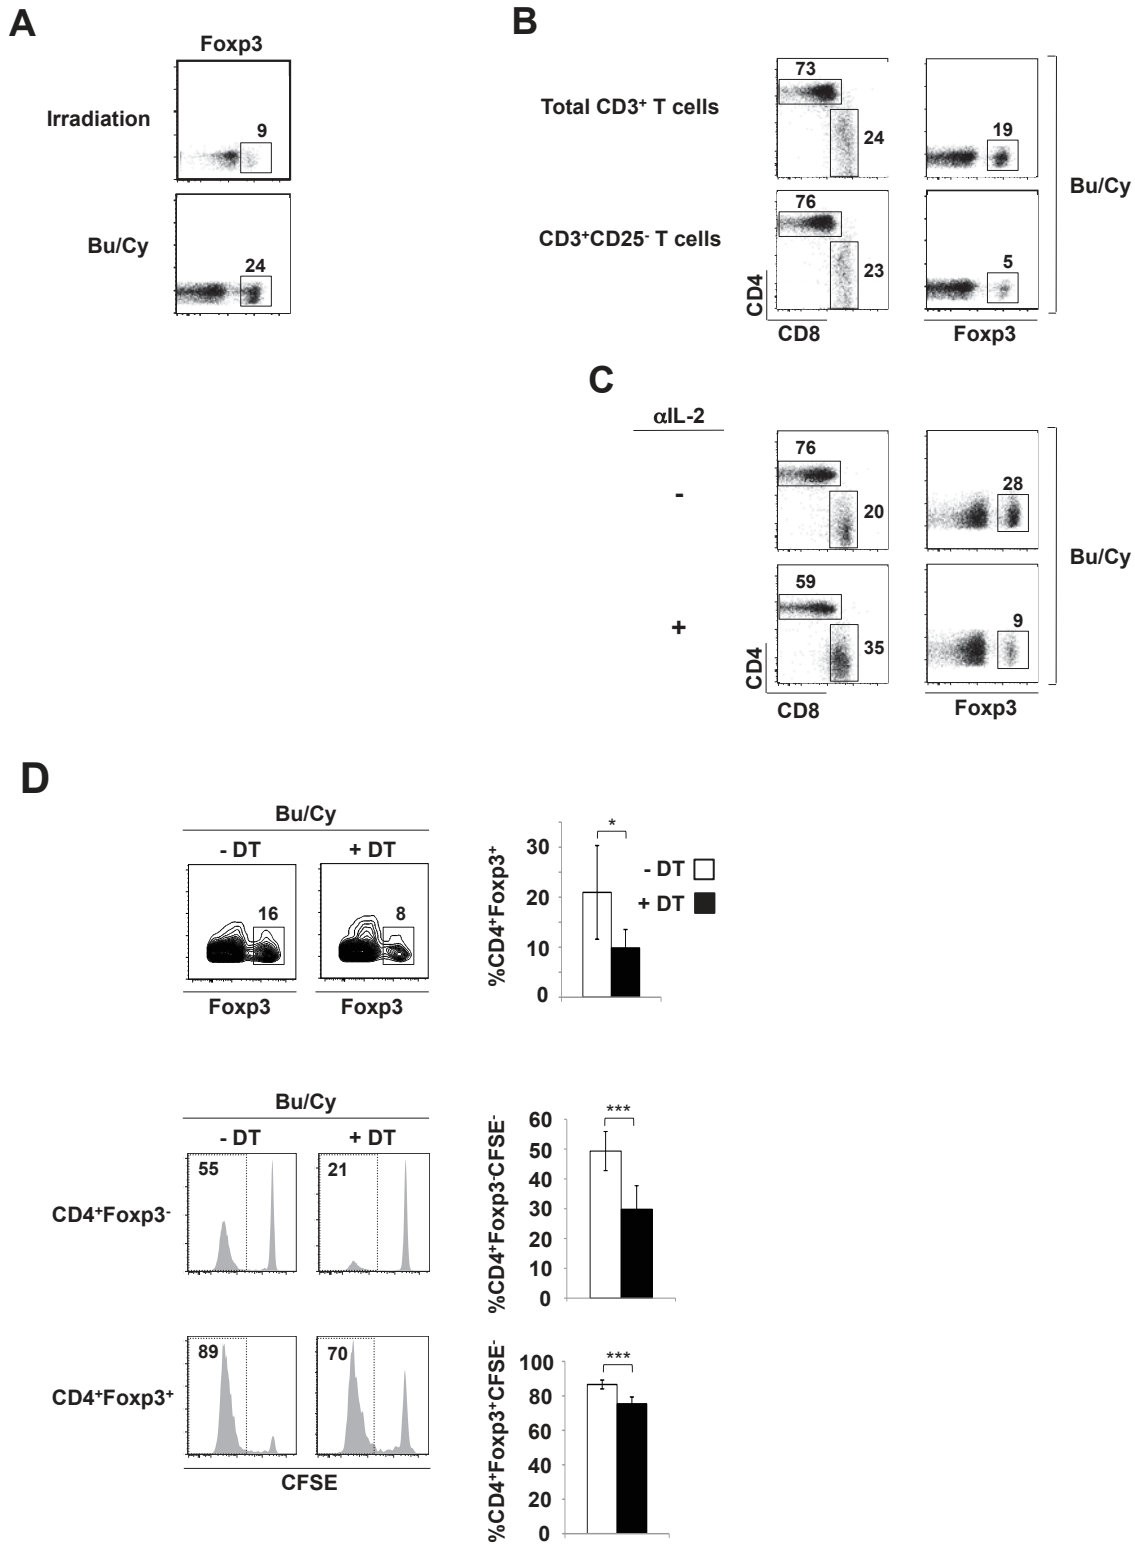 A
Foxp3
Irradiation
9
Bu/Cy
24
B
Total CD3⁺ T cells
73
24
19
CD3⁺CD25⁻ T cells
76
23
5
Bu/Cy
CD4
CD8
Foxp3
C
αIL-2
-
76
20
28
+
59
35
9
Bu/Cy
CD4
CD8
Foxp3
D
Bu/Cy
- DT
+ DT
16
8
Foxp3
Foxp3
%CD4⁺Foxp3⁺
30
20
10
0
*
- DT
+ DT
Bu/Cy
- DT
+ DT
CD4⁺Foxp3⁻
55
21
%CD4⁺Foxp3⁻CFSE⁻
60
50
40
30
20
10
0
***
CD4⁺Foxp3⁺
89
70
CFSE
%CD4⁺Foxp3⁺CFSE⁻
100
80
60
40
20
0
***